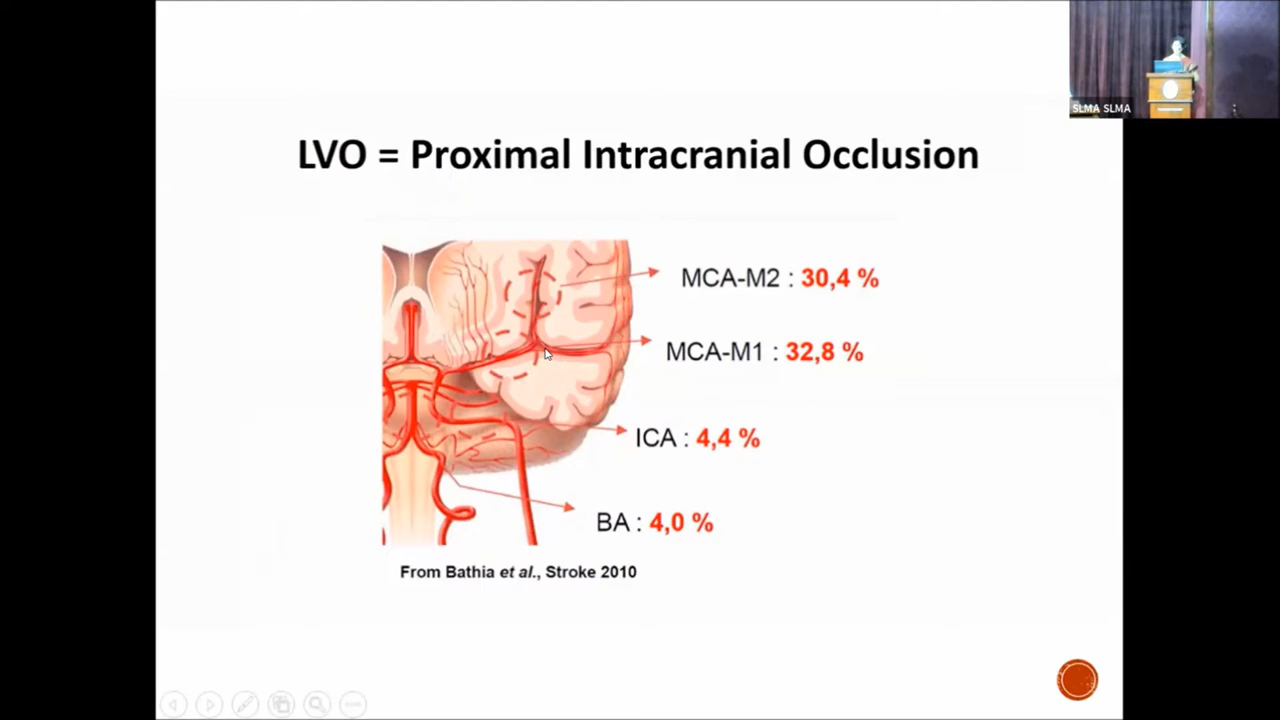 SLMA SLMA
LVO = Proximal Intracranial Occlusion
MCA-M2 : 30,4 %
MCA-M1 : 32,8 %
ICA : 4,4 %
BA : 4,0 %
From Bathia et al., Stroke 2010